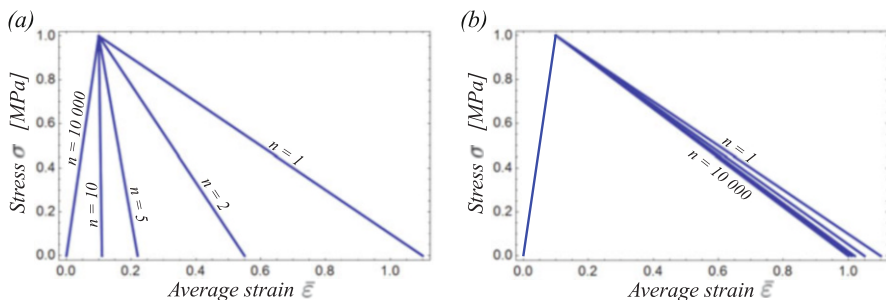 (a)
Stress σ [MPa]
1.0
0.8
0.6
0.4
0.2
0.0
n = 10 000
n = 10
n = 5
n = 2
n = 1
0.0 0.2 0.4 0.6 0.8 1.0
Average strain ε̄
(b)
Stress σ [MPa]
1.0
0.8
0.6
0.4
0.2
0.0
n = 1
n = 10 000
0.0 0.2 0.4 0.6 0.8 1.0
Average strain ε̄